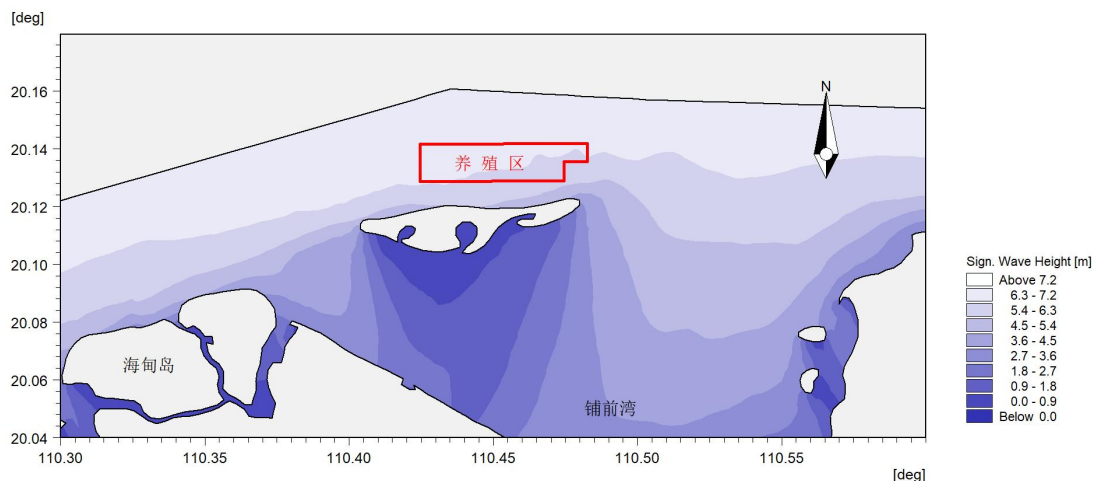 [deg]
20.16
20.14
20.12
20.10
20.08
20.06
20.04
110.30
110.35
110.40
110.45
110.50
110.55
[deg]
N
养殖区
海甸岛
铺前湾
Sign. Wave Height [m]
Above 7.2
6.3 - 7.2
5.4 - 6.3
4.5 - 5.4
3.6 - 4.5
2.7 - 3.6
1.8 - 2.7
0.9 - 1.8
0.0 - 0.9
Below 0.0